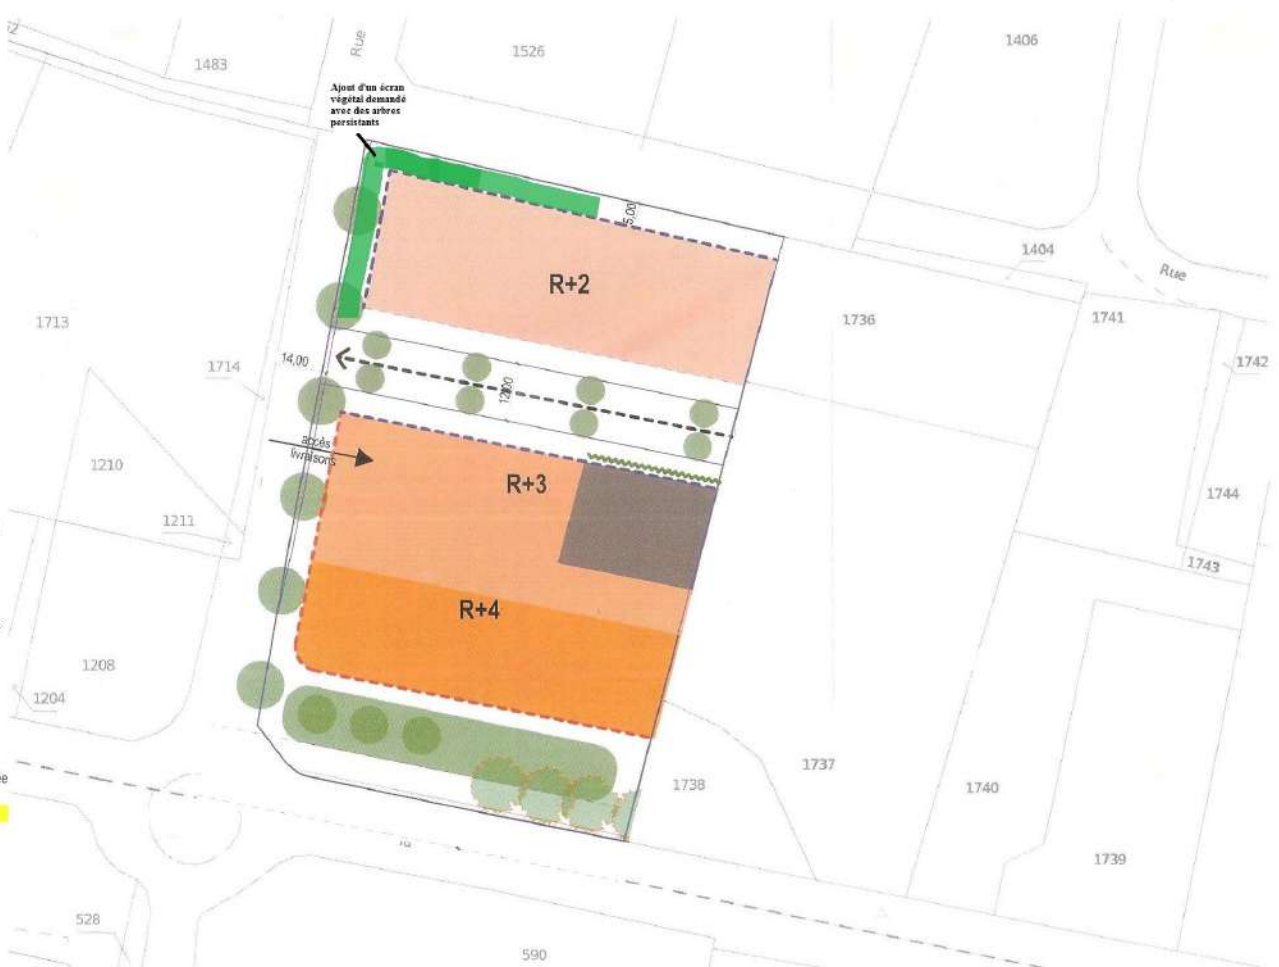 1483
Rue
1526
1406
Ajout d'un écran
végétal demandé
avec des arbres
persistants
5,00
1404
Rue
R+2
1713
1736
1741
1742
14,00
1714
12,00
accès
livraisons
1210
R+3
1744
1211
1743
R+4
1208
1204
1737
1738
1740
1739
528
590